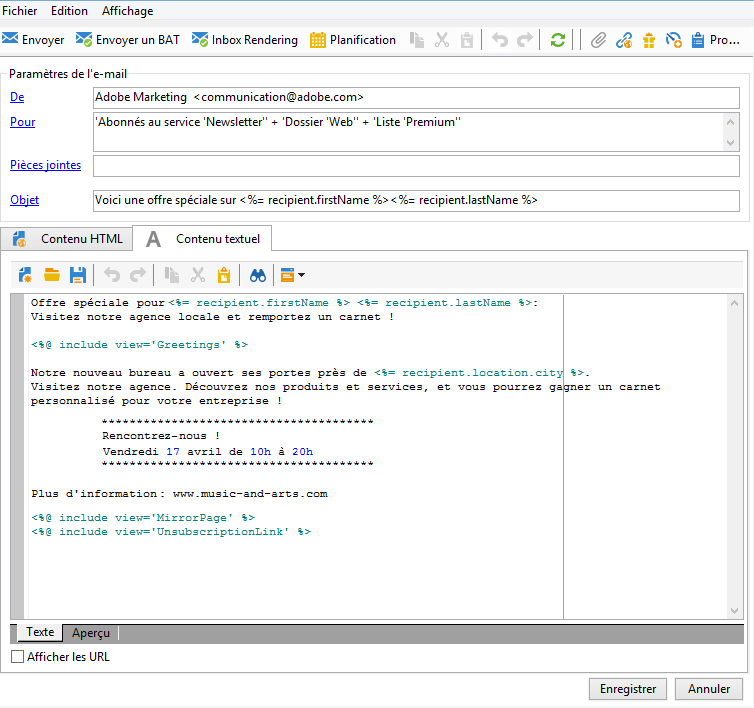 Fichier Edition Affichage
Envoyer Envoyer un BAT Inbox Rendering Planification Pro...
Paramètres de l'e-mail
De Adobe Marketing <communication@adobe.com>
Pour 'Abonnés au service 'Newsletter'' + 'Dossier 'Web'' + 'Liste 'Premium''
Pièces jointes
Objet Voici une offre spéciale sur <%= recipient.firstName %><%= recipient.lastName %>
Contenu HTML A Contenu textuel
Offre spéciale pour <%= recipient.firstName %> <%= recipient.lastName %>:
Visitez notre agence locale et remportez un carnet !
<%@ include view='Greetings' %>
Notre nouveau bureau a ouvert ses portes près de <%= recipient.location.city %>.
Visitez notre agence. Découvrez nos produits et services, et vous pourrez gagner un carnet
personnalisé pour votre entreprise !
***************************************
Rencontrez-nous !
Vendredi 17 avril de 10h à 20h
***************************************
Plus d'information: www.music-and-arts.com
<%@ include view='MirrorPage' %>
<%@ include view='UnsubscriptionLink' %>
Texte Aperçu
Afficher les URL
Enregistrer Annuler